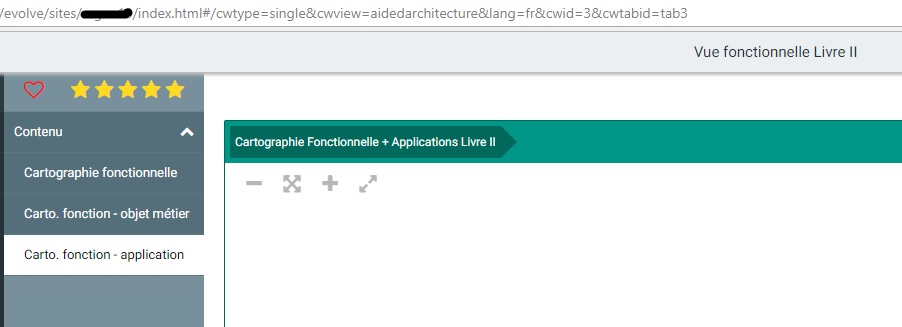 /evolve/sites/ /index.html#/cwtype=single&cwview=aidedarchitecture&lang=fr&cwid=3&cwtabid=tab3
Vue fonctionnelle Livre II
Contenu
Cartographie fonctionnelle
Carto. fonction - objet métier
Carto. fonction - application
Cartographie Fonctionnelle + Applications Livre II